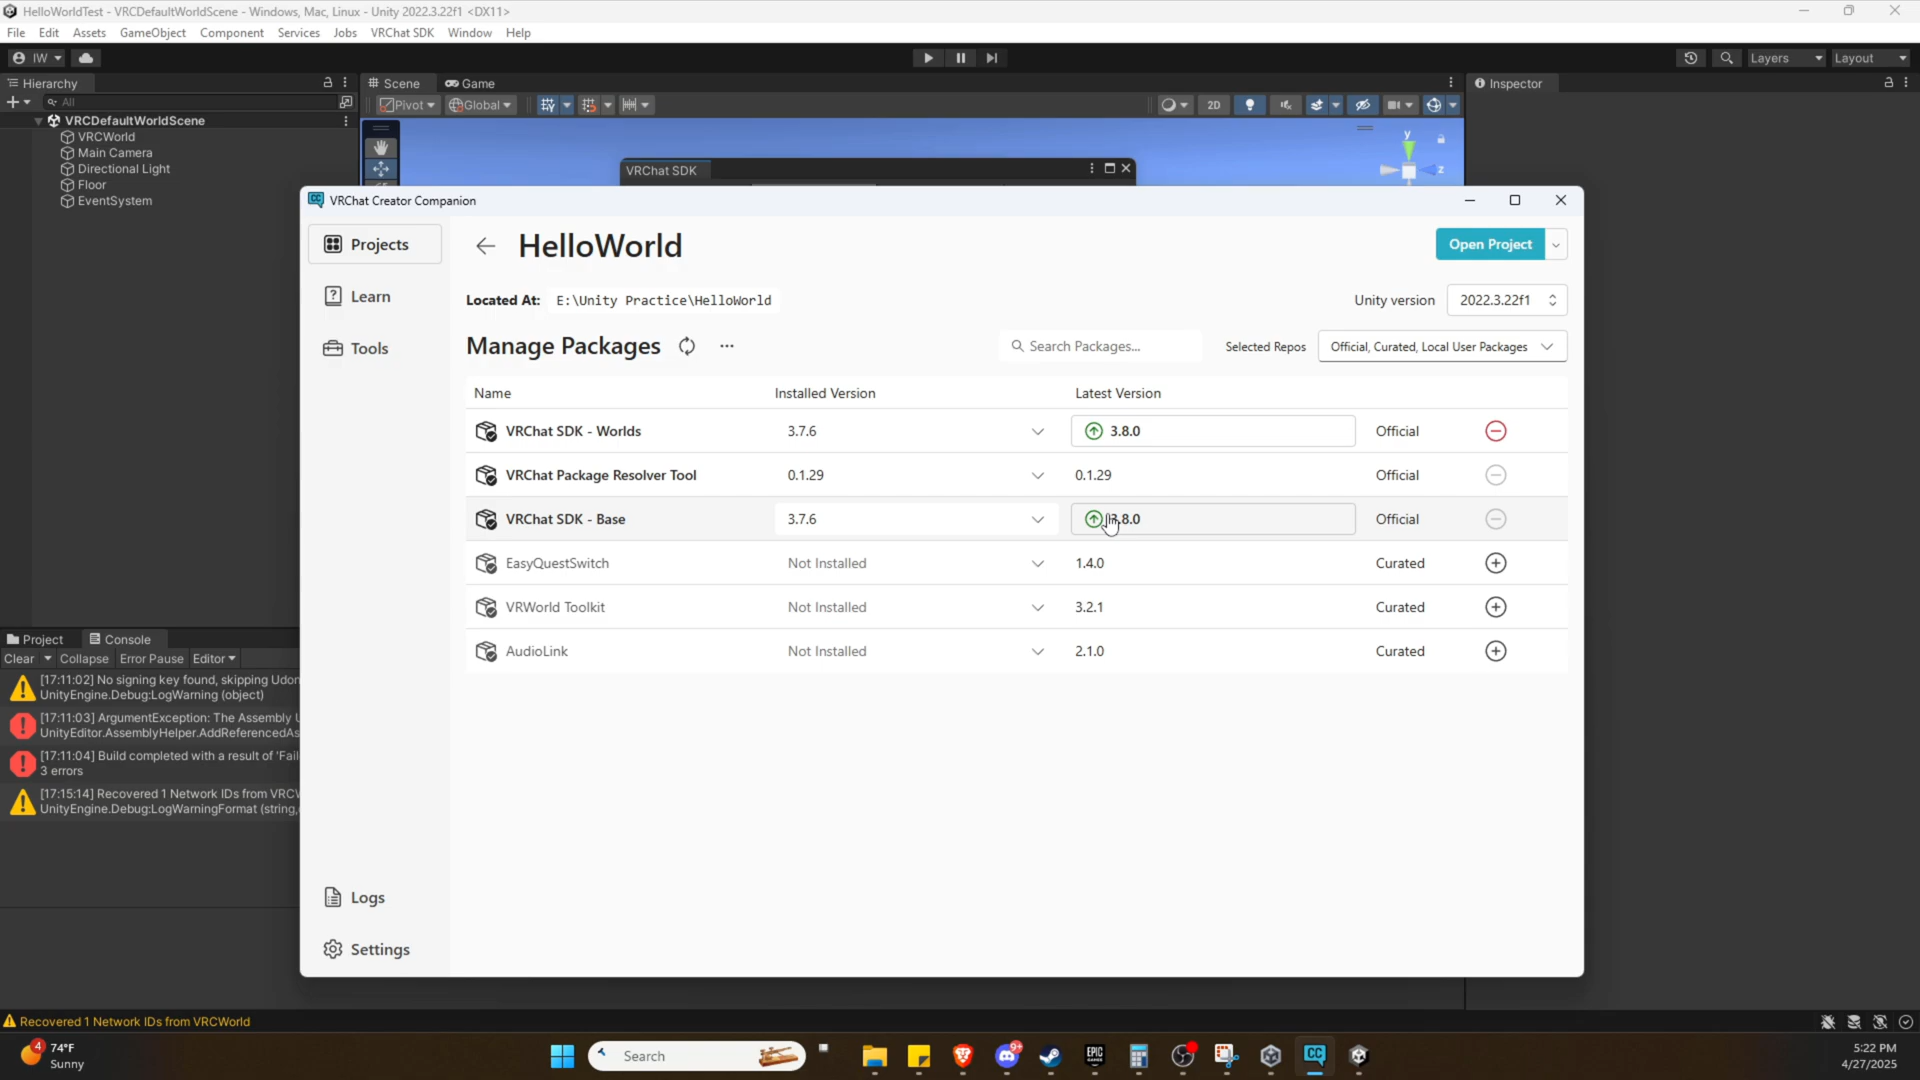 HelloWorldTest - VRCDefaultWorldScene - Windows, Mac, Linux - Unity 2022.3.22f1 <DX11>
File Edit Assets GameObject Component Services Jobs VRChat SDK Window Help
IW Layers Layout
Hierarchy Scene Game Inspector
All Pivot Global 2D
VRCDefaultWorldScene
VRCWorld
Main Camera
Directional Light
Floor
EventSystem
y
z
VRChat SDK
VRChat Creator Companion
Projects
Learn
Tools
Logs
Settings
HelloWorld Open Project
Located At: E:\Unity Practice\HelloWorld Unity version 2022.3.22f1
Manage Packages Search Packages... Selected Repos Official, Curated, Local User Packages
Name Installed Version Latest Version
VRChat SDK - Worlds 3.7.6 3.8.0 Official
VRChat Package Resolver Tool 0.1.29 0.1.29 Official
VRChat SDK - Base 3.7.6 3.8.0 Official
EasyQuestSwitch Not Installed 1.4.0 Curated
VRWorld Toolkit Not Installed 3.2.1 Curated
AudioLink Not Installed 2.1.0 Curated
Project Console
Clear Collapse Error Pause Editor
[17:11:02] No signing key found, skipping Udon
UnityEngine.Debug:LogWarning (object)
[17:11:03] ArgumentException: The Assembly
UnityEditor.AssemblyHelper.AddReferencedAs
[17:11:04] Build completed with a result of 'Fail
3 errors
[17:15:14] Recovered 1 Network IDs from VRCW
UnityEngine.Debug:LogWarningFormat (string,
Recovered 1 Network IDs from VRCWorld
4 74°F
Sunny
Search
9+
EPIC GAMES
CC
5:22 PM
4/27/2025